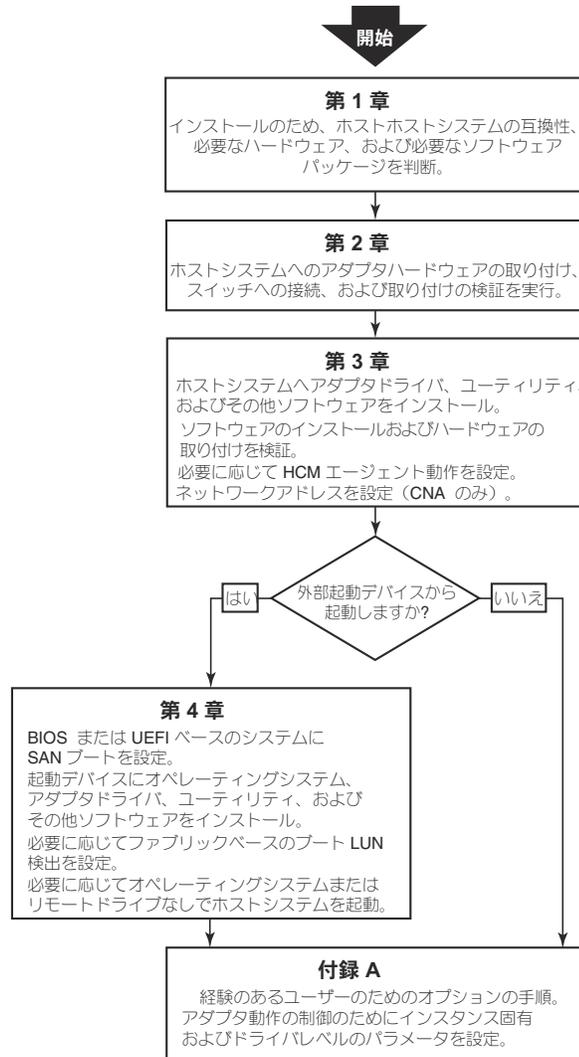 開始
第 1 章
インストールのため、ホストホストシステムの互換性、
必要なハードウェア、および必要なソフトウェア
パッケージを判断。
第 2 章
ホストシステムへのアダプタハードウェアの取り付け、
スイッチへの接続、および取り付けの検証を実行。
第 3 章
ホストシステムへアダプタドライバ、ユーティリティ、
およびその他ソフトウェアをインストール。
ソフトウェアのインストールおよびハードウェアの
取り付けを検証。
必要に応じて HCM エージェント動作を設定。
ネットワークアドレスを設定（CNA のみ）。
外部起動デバイスから
起動しますか?
はい
いいえ
第 4 章
BIOS または UEFI ベースのシステムに
SAN ブートを設定。
起動デバイスにオペレーティングシステム、
アダプタドライバ、ユーティリティ、および
その他ソフトウェアをインストール。
必要に応じてファブリックベースのブート LUN
検出を設定。
必要に応じてオペレーティングシステムまたは
リモートドライブなしでホストシステムを起動。
付録 A
経験のあるユーザーのためのオプションの手順。
アダプタ動作の制御のためにインスタンス固有
およびドライバレベルのパラメータを設定。